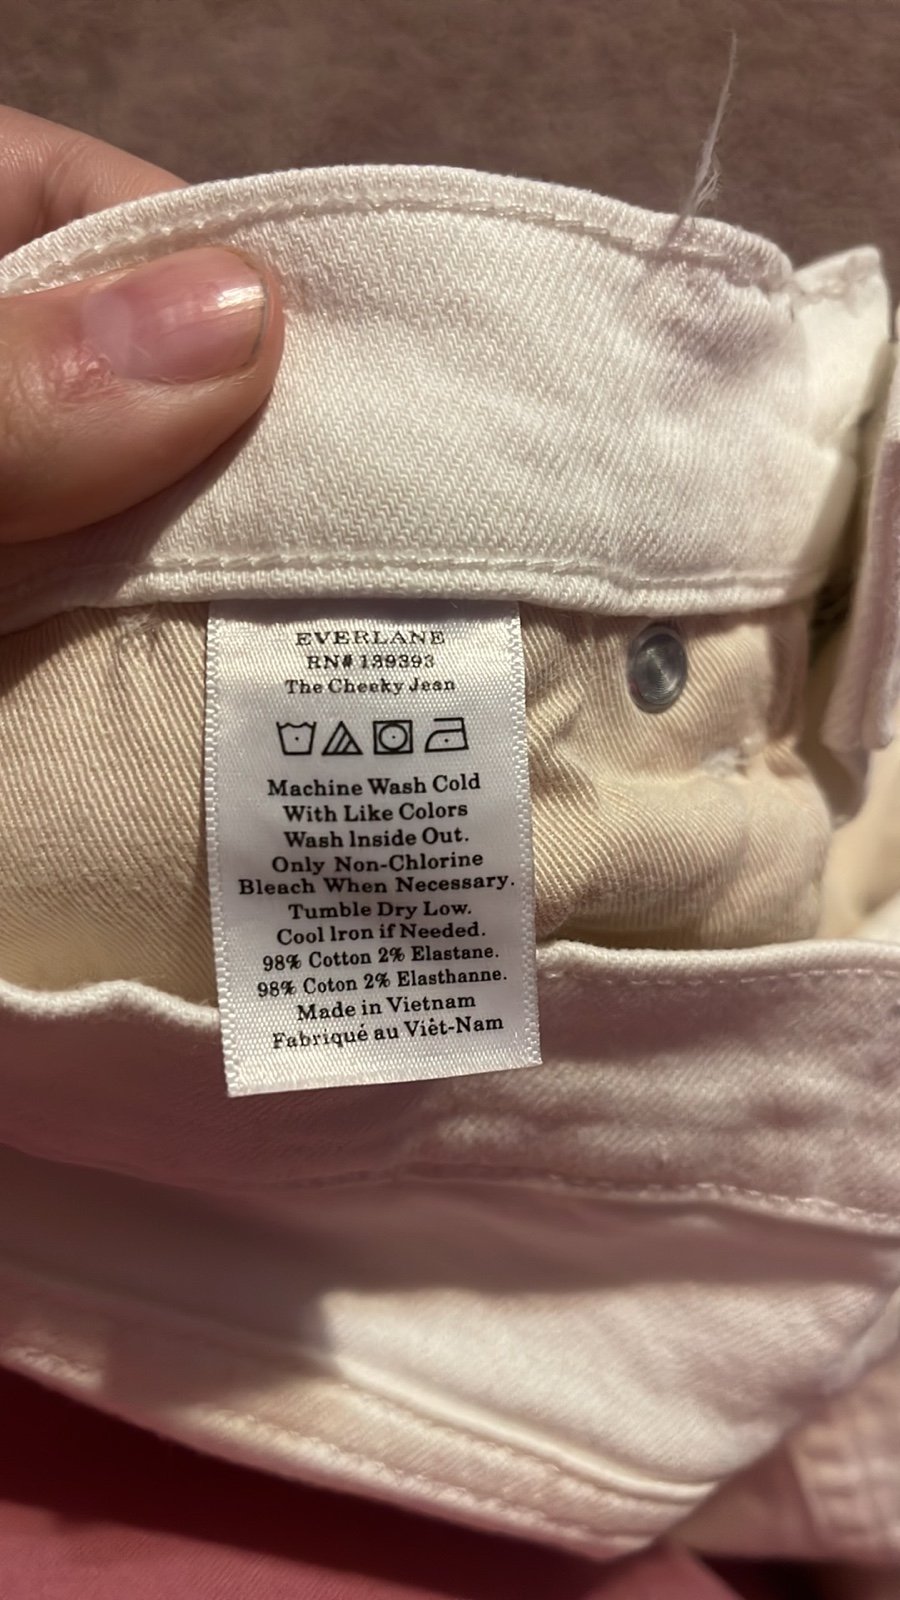 EVERLANE
RN# 139393
The Cheeky Jean
Machine Wash Cold
With Like Colors
Wash Inside Out.
Only Non-Chlorine
Bleach When Necessary.
Tumble Dry Low.
Cool Iron if Needed.
98% Cotton 2% Elastane.
98% Coton 2% Elasthanne.
Made in Vietnam
Fabriqué au Viêt-Nam